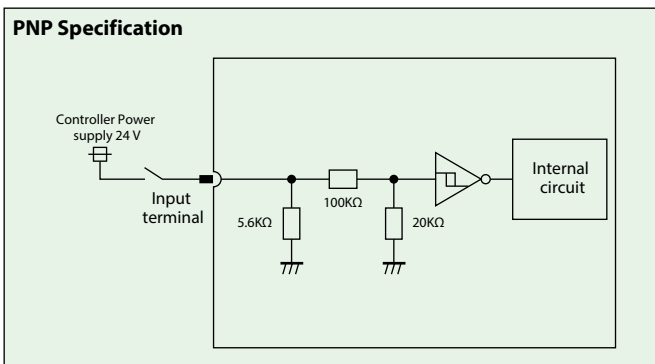 PNP Specification
Controller Power
supply 24 V
Input
terminal
5.6KΩ
100KΩ
20KΩ
Internal
circuit